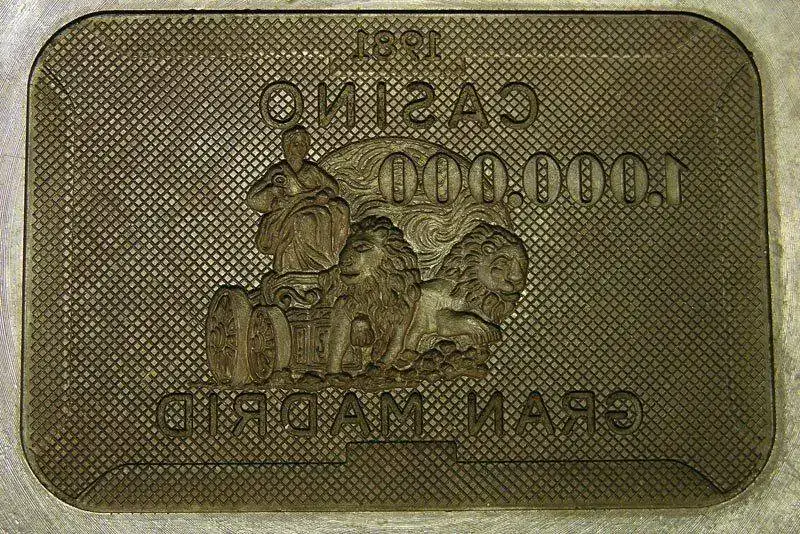 1981
CASINO
1.000.000
GRAN MADRID